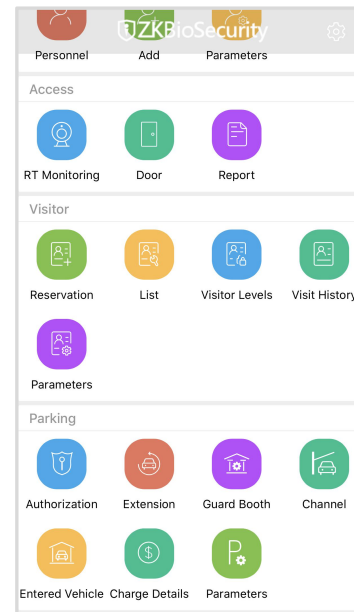 ZKBioSecurity
Personnel Add Parameters
Access
RT Monitoring Door Report
Visitor
Reservation List Visitor Levels Visit History
Parameters
Parking
Authorization Extension Guard Booth Channel
Entered Vehicle Charge Details Parameters